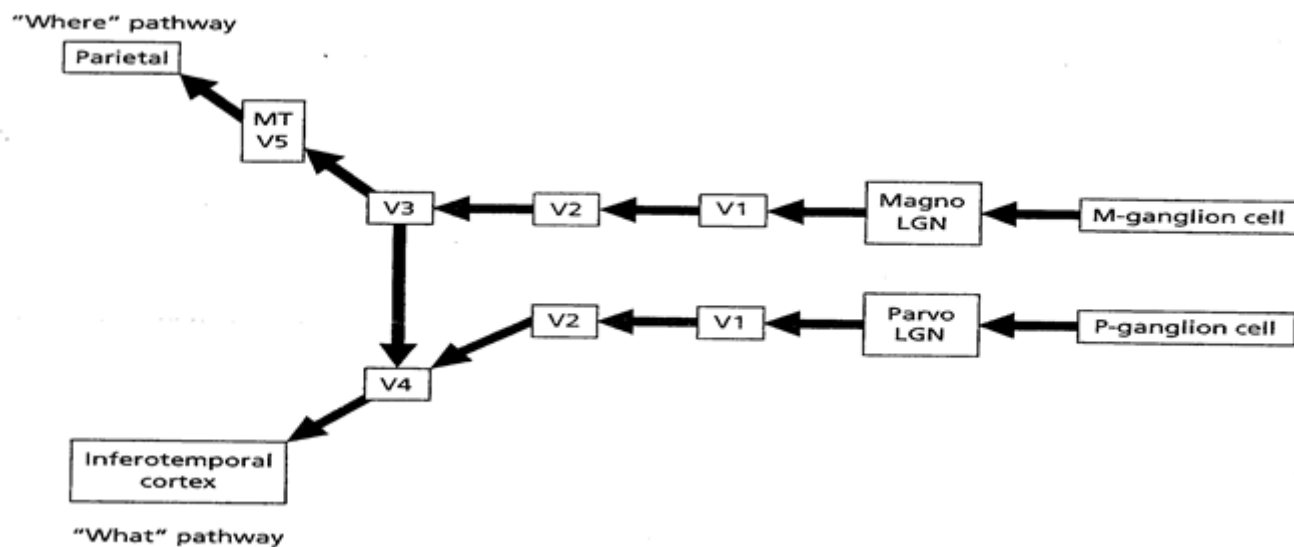 "Where" pathway
Parietal
MT
V5
V3
V2
V1
Magno
LGN
M-ganglion cell
V2
V1
Parvo
LGN
P-ganglion cell
V4
Inferotemporal
cortex
"What" pathway